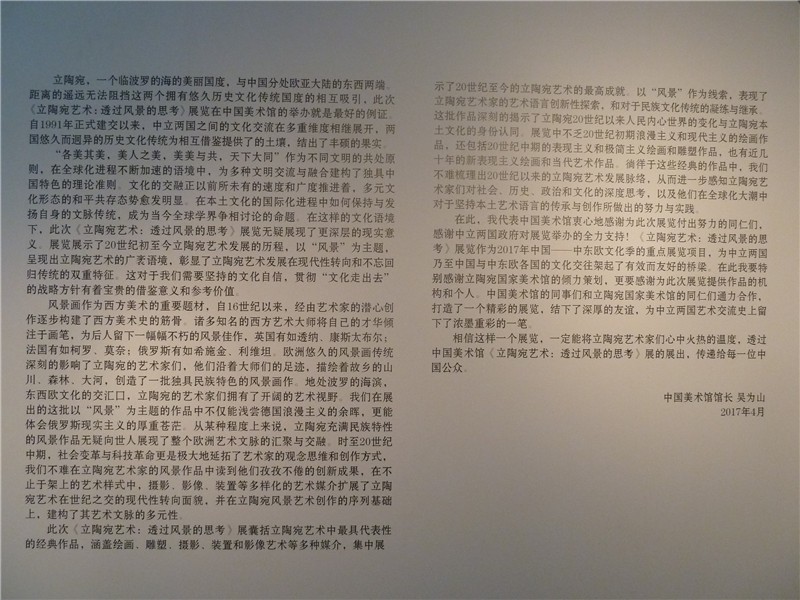 立陶宛，一个临波罗的海的美丽国度，与中国分处欧亚大陆的东西两端。
距离的遥远无法阻挡这两个拥有悠久历史文化传统国度的相互吸引，此次
《立陶宛艺术：透过风景的思考》展览在中国美术馆的举办就是最好的例证。
自1991年正式建交以来，中立两国之间的文化交流在多重维度相继展开，两
国悠久而迥异的历史文化传统为相互借鉴提供了的土壤，结出了丰硕的果实。
“各美其美，美人之美，美美与共，天下大同”作为不同文明的共处原
则，在全球化进程不断加速的语境中，为多种文明交流与融合建构了独具中
国特色的理论准则。文化的交融正以前所未有的速度和广度推进着，多元文
化形态的和平共存态势愈发明显。在本土文化的国际化进程中如何保持与发
扬自身的文脉传统，成为当今全球学界争相讨论的命题。在这样的文化语境
下，此次《立陶宛艺术：透过风景的思考》展览无疑展现了更深层的现实意
义。展览展示了20世纪初至今立陶宛艺术发展的历程，以“风景”为主题，
呈现出立陶宛艺术的广袤语境，彰显了立陶宛艺术发展在现代性转向和不忘回
归传统的双重特征。这对于我们需要坚持的文化自信，贯彻“文化走出去”
的战略方针有着宝贵的借鉴意义和参考价值。
风景画作为西方美术的重要题材，自16世纪以来，经由艺术家的潜心创
作逐步构建了西方美术史的筋骨。诸多知名的西方艺术大师将自己的才华倾
注于画笔，为后人留下一幅幅不朽的风景佳作，英国有如透纳、康斯太布尔；
法国有如柯罗、莫奈；俄罗斯有如希施金、利维坦。欧洲悠久的风景画传统
深刻的影响了立陶宛的艺术家们，他们沿着大师们的足迹，描绘着故乡的山
川、森林、大河，创造了一批独具民族特色的风景画作。地处波罗的海滨，
东西欧文化的交汇口，立陶宛的艺术家们拥有了开阔的艺术视野。我们在展
出的这批以“风景”为主题的作品中不仅能浅尝德国浪漫主义的余晖，更能
体会俄罗斯现实主义的厚重苍茫。从某种程度上来说，立陶宛充满民族特性
的风景作品无疑向世人展现了整个欧洲艺术文脉的汇聚与交融。时至20世纪
中期，社会变革与科技革命更是极大地延拓了艺术家的观念思维和创作方式，
我们不难在立陶宛艺术家的风景作品中读到他们孜孜不倦的创新成果，在不
止于架上的艺术样式中，摄影、影像、装置等多样化的艺术媒介扩展了立陶
宛艺术在世纪之交的现代性转向面貌，并在立陶宛风景艺术创作的序列基础
上，建构了其艺术文脉的多元性。
此次《立陶宛艺术：透过风景的思考》展囊括立陶宛艺术中最具代表性
的经典作品，涵盖绘画、雕塑、摄影、装置和影像艺术等多种媒介，集中展
示了20世纪至今的立陶宛艺术的最高成就。以“风景”作为线索，表现了
立陶宛艺术家的艺术语言创新性探索，和对于民族文化传统的凝练与继承。
这批作品深刻的揭示了立陶宛20世纪以来人民内心世界的变化与立陶宛本
土文化的身份认同。展览中不乏20世纪初期浪漫主义和现代主义的绘画作
品，还包括20世纪中期的表现主义和极简主义绘画和雕塑作品，也有近几
十年的新表现主义绘画和当代艺术作品。徜徉于这些经典的作品中，我们
不难梳理出20世纪以来的立陶宛艺术发展脉络，从而进一步感知立陶宛艺
术家们对社会、历史、政治和文化的深度思考，以及他们在全球化大潮中
对于坚持本土艺术语言的传承与创作所做出的努力与实践。
在此，我代表中国美术馆衷心地感谢为此次展览付出努力的同仁们，
感谢中立两国政府对展览举办的全力支持！《立陶宛艺术：透过风景的思
考》展览作为2017年中国——中东欧文化季的重点展览项目，为中立两国
乃至中国与中东欧各国的文化交往架起了有效而友好的桥梁。在此我要特
别感谢立陶宛国家美术馆的倾力策划，更要感谢为此次展览提供作品的机
构和个人。中国美术馆的同事们和立陶宛国家美术馆的同仁们通力合作，
打造了一个精彩的展览，结下了深厚的友谊，为中立两国艺术交流史上留
下了浓墨重彩的一笔。
相信这样一个展览，一定能将立陶宛艺术家们心中火热的温度，透过
中国美术馆《立陶宛艺术：透过风景的思考》展的展出，传递给每一位中
国公众。
中国美术馆馆长 吴为山
2017年4月